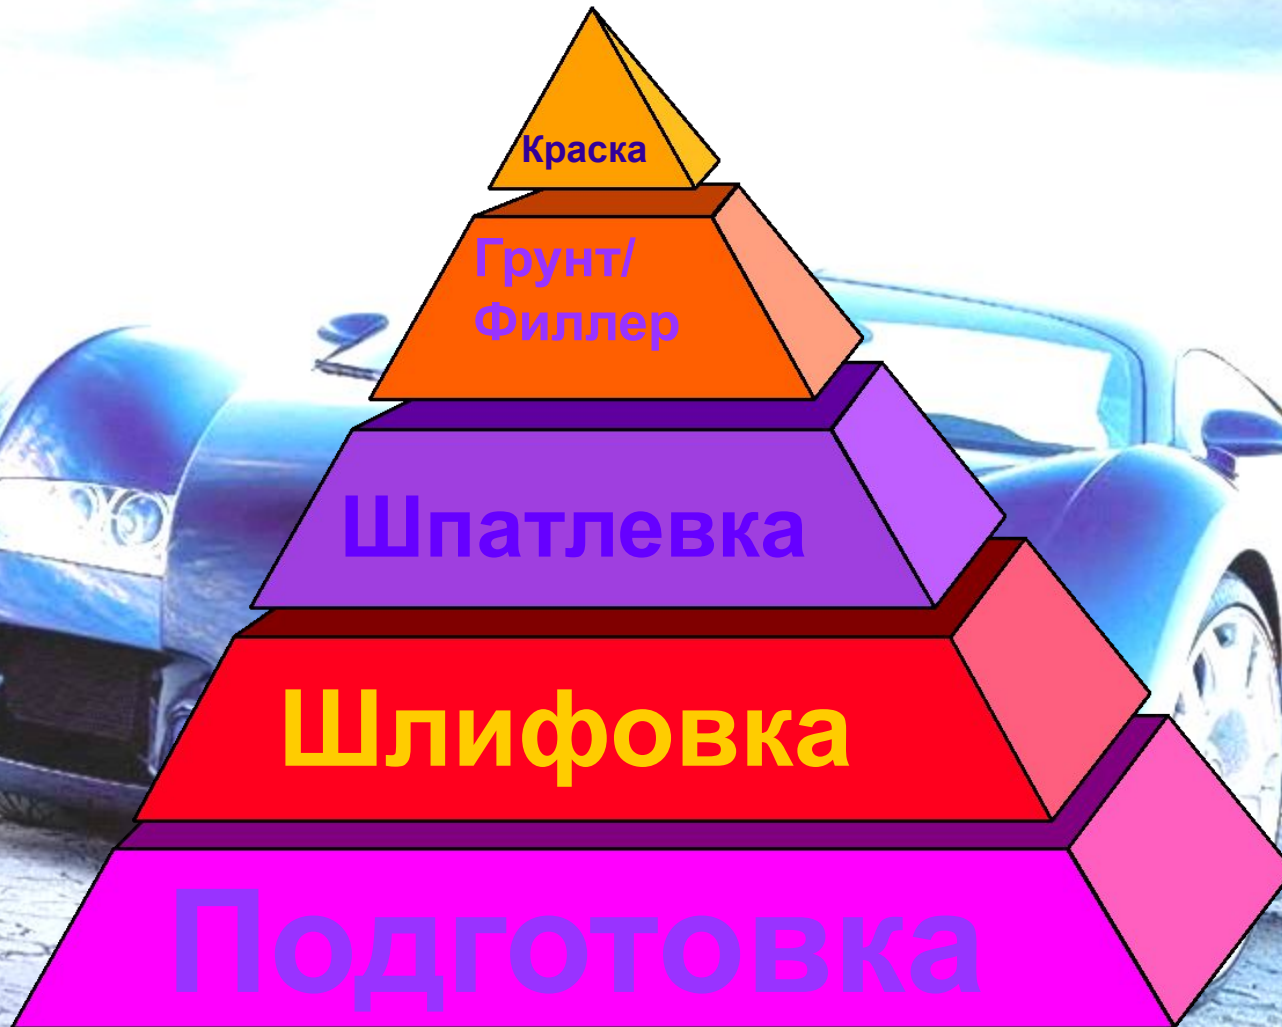 Краска
Грунт/
Филлер
Шпатлевка
Шлифовка
Подготовка